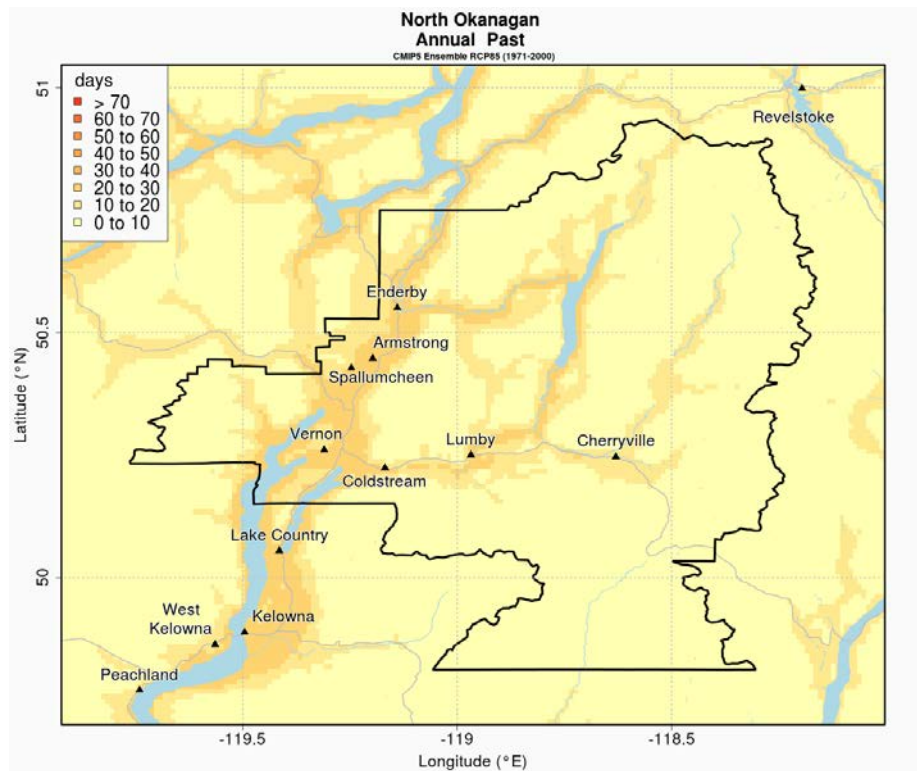 North Okanagan
Annual Past
CMIP5 Ensemble RCP85 (1971-2000)
days
> 70
60 to 70
50 to 60
40 to 50
30 to 40
20 to 30
10 to 20
0 to 10
51
50.5
50
Latitude (°N)
Revelstoke
Enderby
Armstrong
Spallumcheen
Vernon
Lumby
Cherryville
Coldstream
Lake Country
West
Kelowna
Kelowna
Peachland
-119.5
-119
-118.5
Longitude (°E)